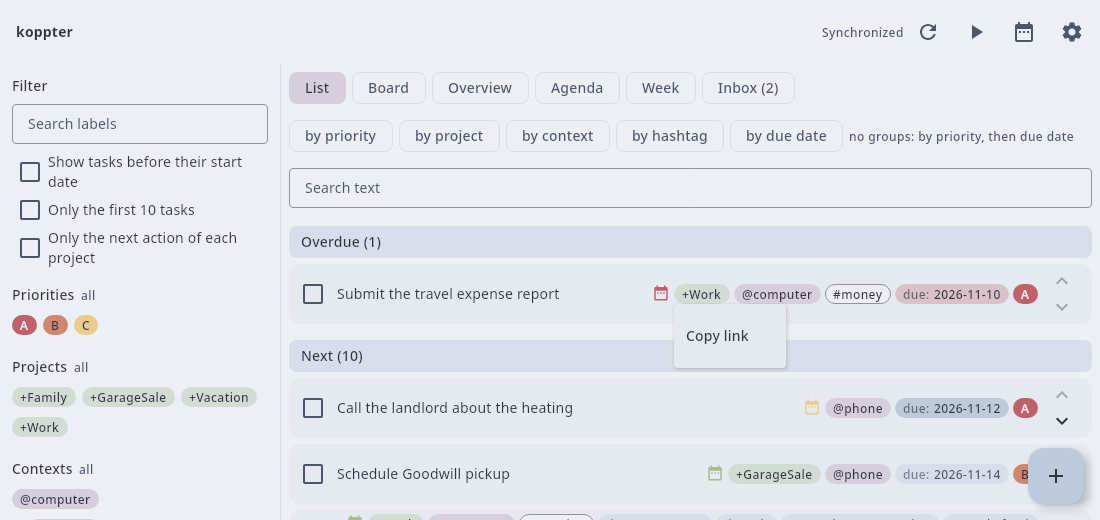 koppter
Synchronized
Filter
Search labels
Show tasks before their start
date
Only the first 10 tasks
Only the next action of each
project
Priorities all
A B C
Projects all
+Family +GarageSale +Vacation
+Work
Contexts all
@computer
List Board Overview Agenda Week Inbox (2)
by priority by project by context by hashtag by due date no groups: by priority, then due date
Search text
Overdue (1)
Submit the travel expense report +Work @computer #money due: 2026-11-10 A
Copy link
Next (10)
Call the landlord about the heating @phone due: 2026-11-12 A
Schedule Goodwill pickup +GarageSale @phone due: 2026-11-14 B